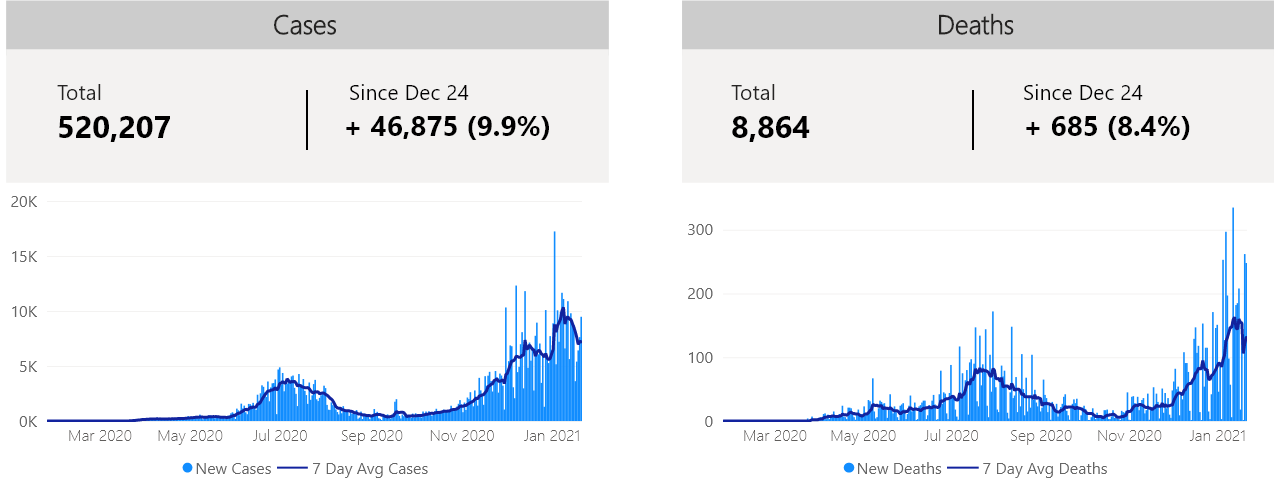 Cases
Total
520,207
Since Dec 24
+ 46,875 (9.9%)
20K
15K
10K
5K
0K
Mar 2020 May 2020 Jul 2020 Sep 2020 Nov 2020 Jan 2021
New Cases 7 Day Avg Cases
Deaths
Total
8,864
Since Dec 24
+ 685 (8.4%)
300
200
100
0
Mar 2020 May 2020 Jul 2020 Sep 2020 Nov 2020 Jan 2021
New Deaths 7 Day Avg Deaths